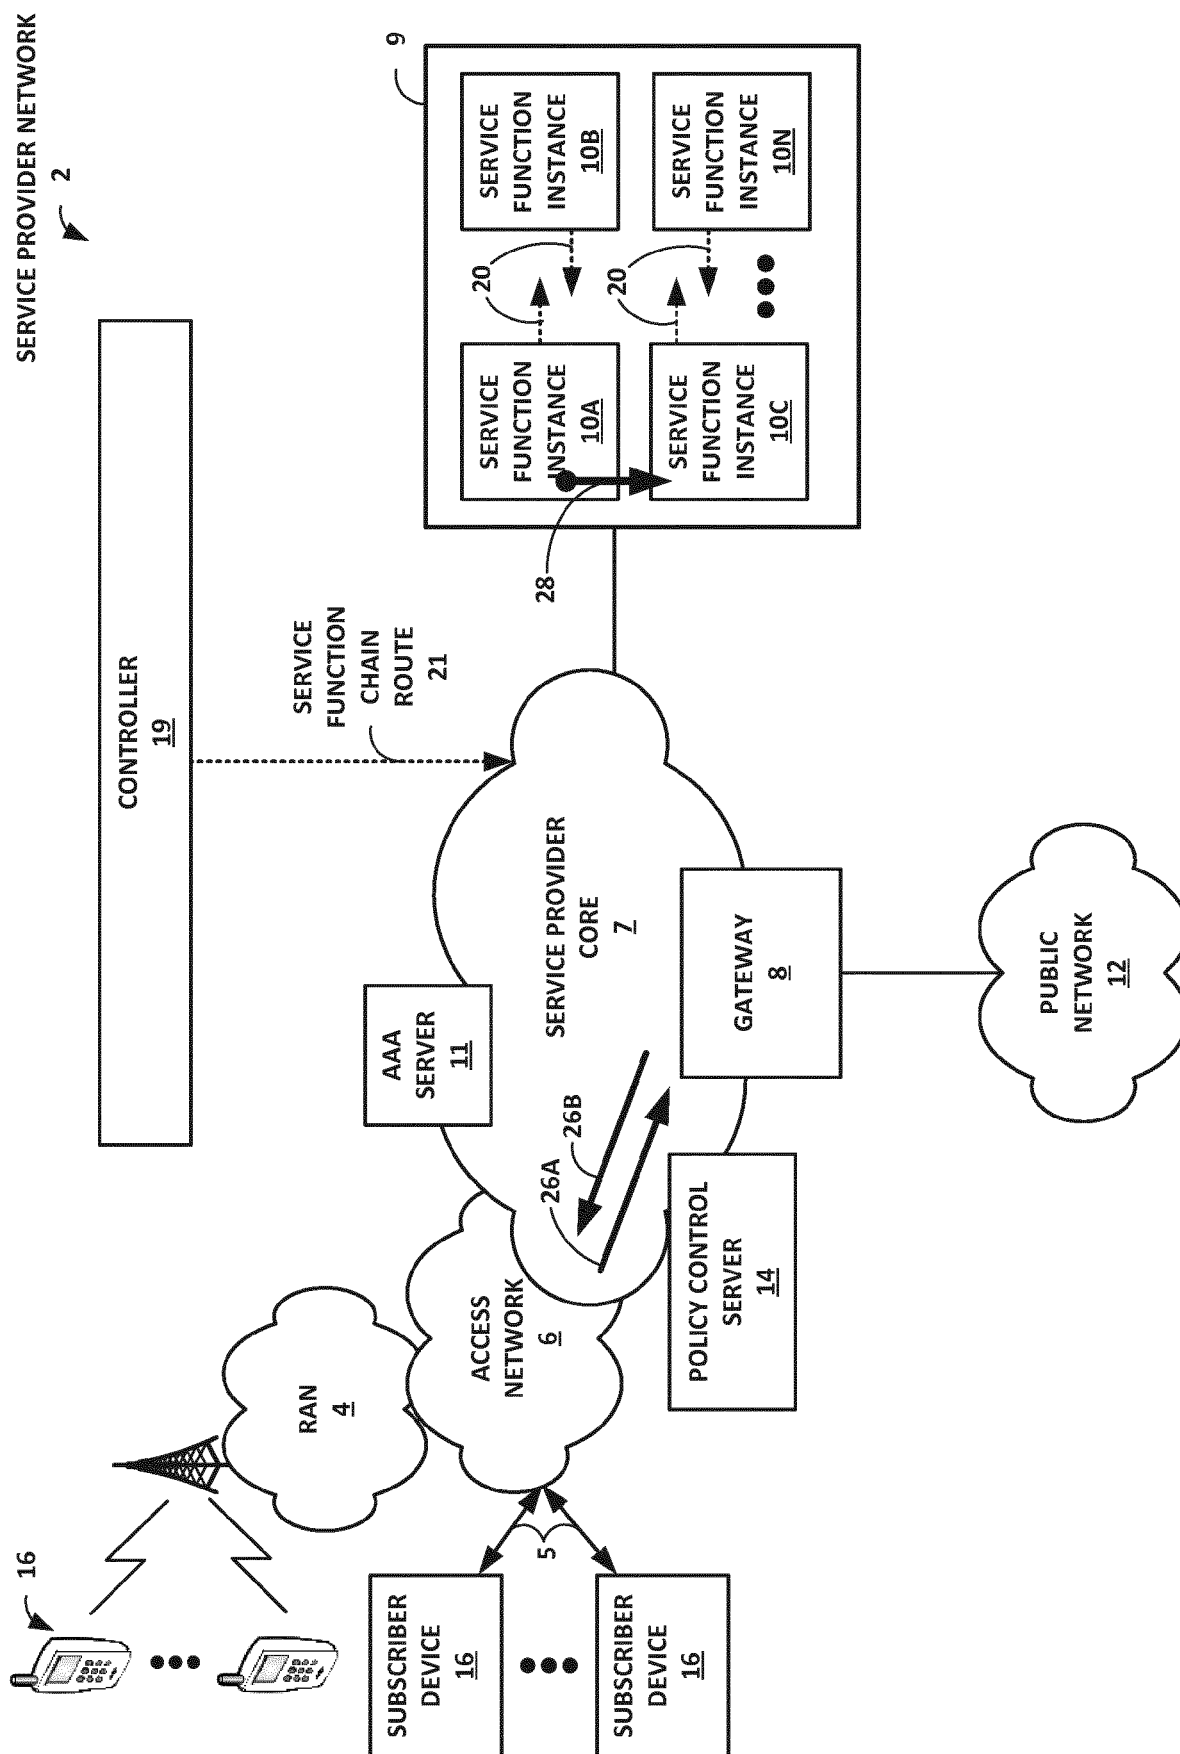 SERVICE PROVIDER NETWORK
2
CONTROLLER
19
SERVICE
FUNCTION
CHAIN
ROUTE
21
16
RAN
4
AAA
SERVER
11
9
SERVICE
FUNCTION
INSTANCE
10A
SERVICE
FUNCTION
INSTANCE
10B
20
20
SERVICE
FUNCTION
INSTANCE
10C
SERVICE
FUNCTION
INSTANCE
10N
28
SUBSCRIBER
DEVICE
16
5
SUBSCRIBER
DEVICE
16
ACCESS
NETWORK
6
26A
26B
SERVICE PROVIDER
CORE
7
POLICY CONTROL
SERVER
14
GATEWAY
8
PUBLIC
NETWORK
12